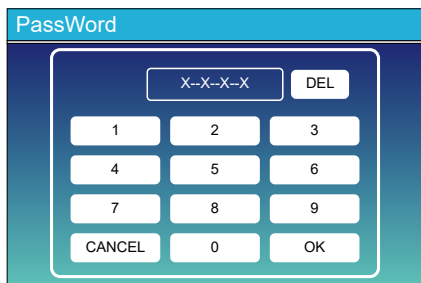 PassWord
X--X--X--X DEL
1 2 3
4 5 6
7 8 9
CANCEL 0 OK